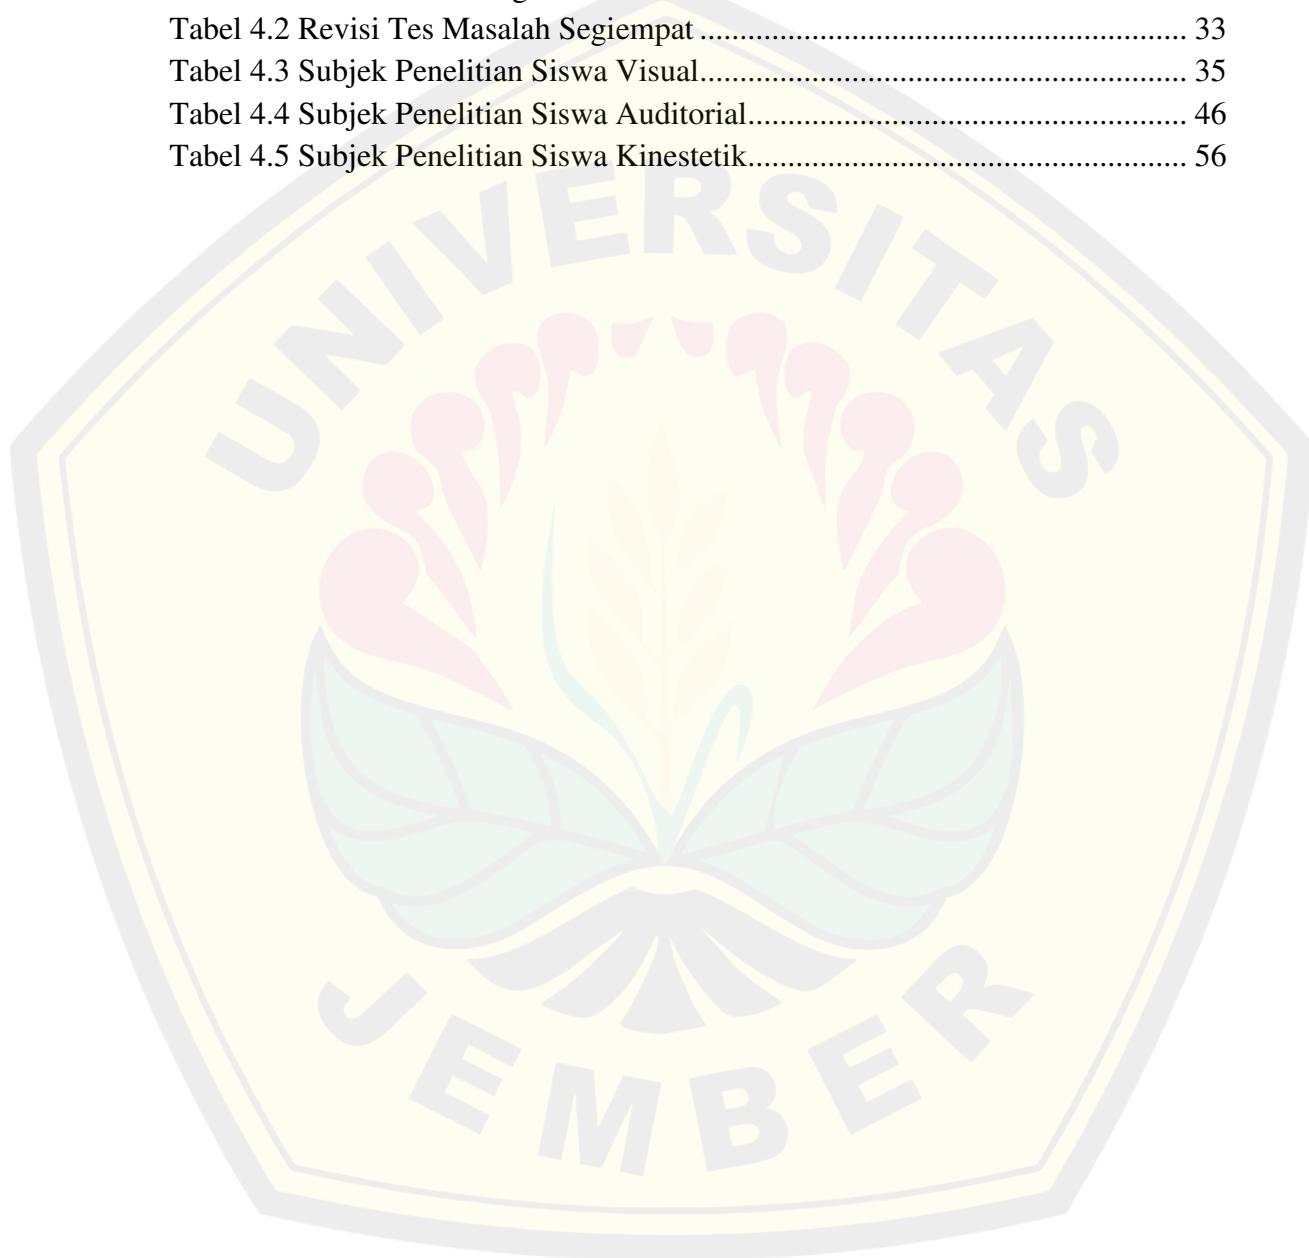 Tabel 4.2 Revisi Tes Masalah Segiempat ............................................................. 33
Tabel 4.3 Subjek Penelitian Siswa Visual............................................................. 35
Tabel 4.4 Subjek Penelitian Siswa Auditorial....................................................... 46
Tabel 4.5 Subjek Penelitian Siswa Kinestetik....................................................... 56
UNIVERSITAS
JEMBER